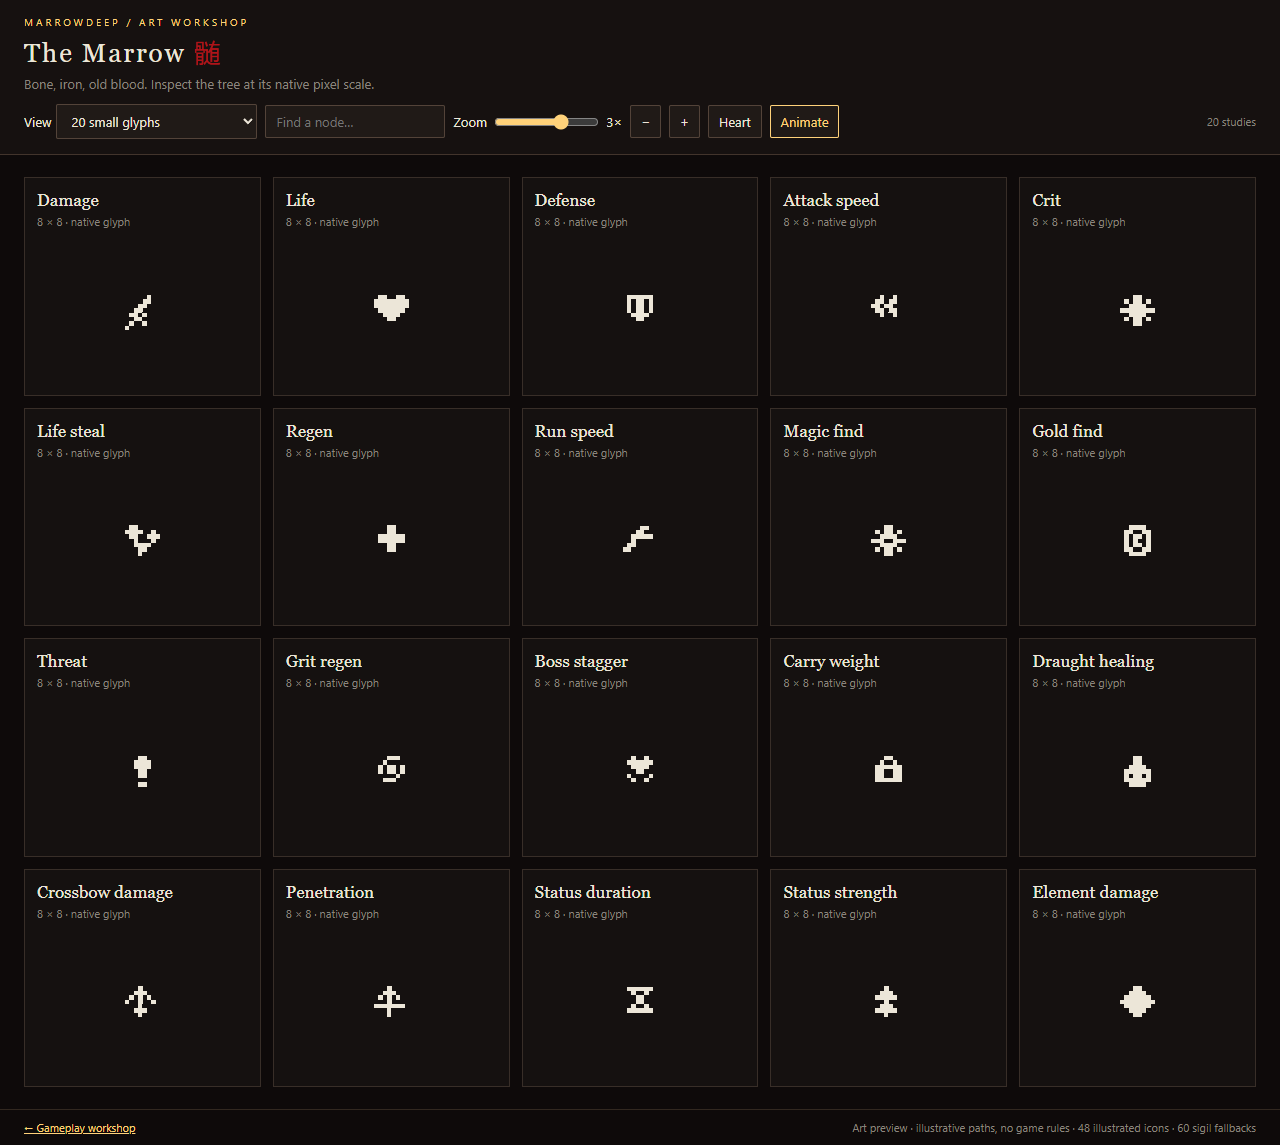 MARROWDEEP / ART WORKSHOP
The Marrow 髄
Bone, iron, old blood. Inspect the tree at its native pixel scale.
View 20 small glyphs Find a node... Zoom 3× − + Heart Animate 20 studies
Damage Life Defense Attack speed Crit
8 × 8 · native glyph 8 × 8 · native glyph 8 × 8 · native glyph 8 × 8 · native glyph 8 × 8 · native glyph
Life steal Regen Run speed Magic find Gold find
8 × 8 · native glyph 8 × 8 · native glyph 8 × 8 · native glyph 8 × 8 · native glyph 8 × 8 · native glyph
Threat Grit regen Boss stagger Carry weight Draught healing
8 × 8 · native glyph 8 × 8 · native glyph 8 × 8 · native glyph 8 × 8 · native glyph 8 × 8 · native glyph
Crossbow damage Penetration Status duration Status strength Element damage
8 × 8 · native glyph 8 × 8 · native glyph 8 × 8 · native glyph 8 × 8 · native glyph 8 × 8 · native glyph
← Gameplay workshop Art preview · illustrative paths, no game rules · 48 illustrated icons · 60 sigil fallbacks